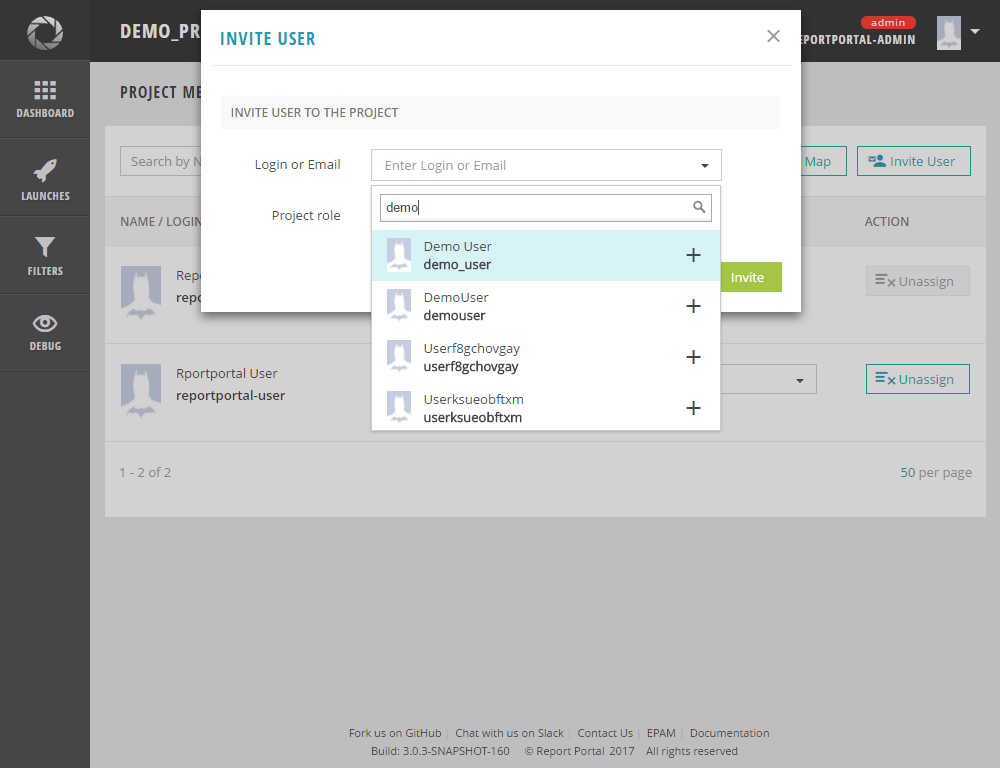 DEMO_PR
INVITE USER
admin
EPORTPORTAL-ADMIN
DASHBOARD
LAUNCHES
FILTERS
DEBUG
PROJECT ME
INVITE USER TO THE PROJECT
Search by N
Map
Invite User
Login or Email
Enter Login or Email
Project role
demo
NAME / LOGIN
ACTION
Demo User
demo_user
DemoUser
demouser
Userf8gchovgay
userf8gchovgay
Userksueobftxm
userksueobftxm
Invite
Repo
repo
Unassign
Rportportal User
reportportal-user
Unassign
1 - 2 of 2
50 per page
Fork us on GitHub | Chat with us on Slack | Contact Us | EPAM | Documentation
Build: 3.0.3-SNAPSHOT-160 © Report Portal 2017 All rights reserved